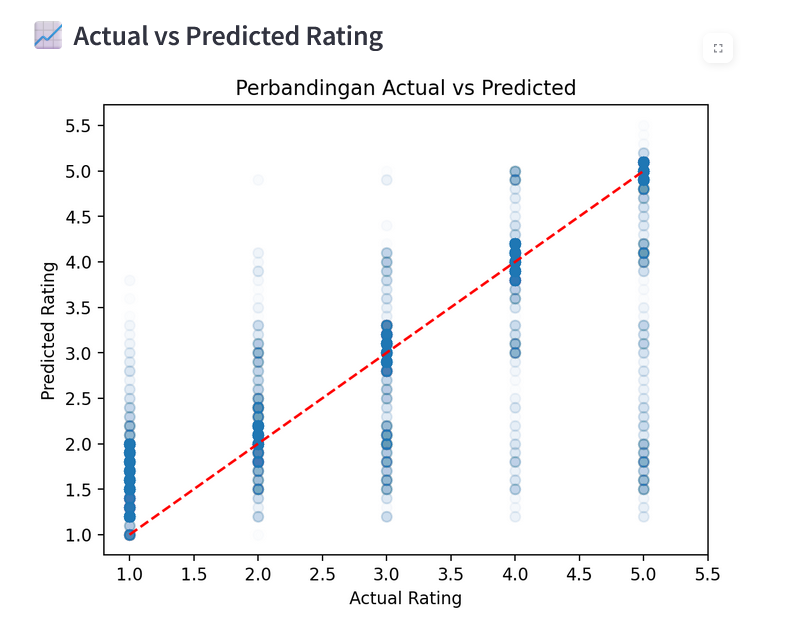 Actual vs Predicted Rating
Perbandingan Actual vs Predicted
5.5
5.0
4.5
4.0
3.5
3.0
2.5
2.0
1.5
1.0
Predicted Rating
1.0 1.5 2.0 2.5 3.0 3.5 4.0 4.5 5.0 5.5
Actual Rating